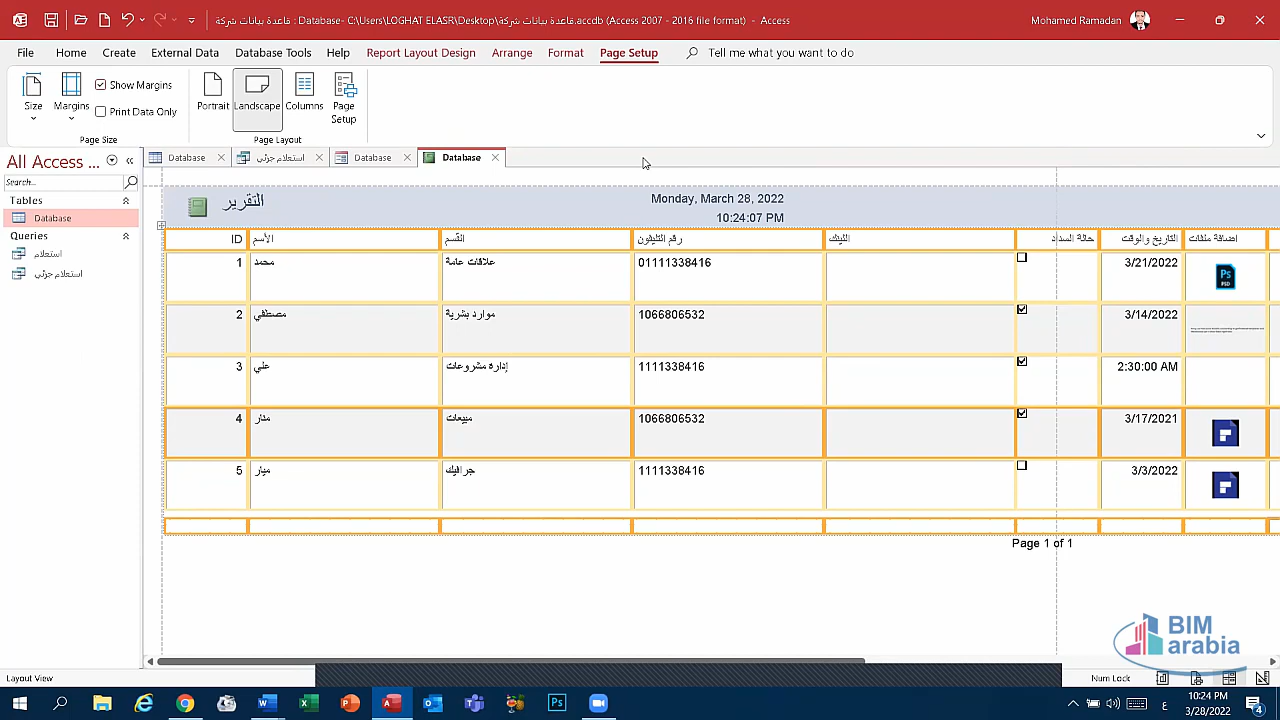 قاعدة بيانات شركة : Database- C:\Users\LOGHAT ELASR\Desktop\قاعدة بيانات شركة.accdb (Access 2007 - 2016 file format) - Access
Mohamed Ramadan
File Home Create External Data Database Tools Help Report Layout Design Arrange Format Page Setup Tell me what you want to do
Size Margins Show Margins Print Data Only Portrait Landscape Columns Page Setup
Page Size Page Layout
All Access ... Database استعلام جزئي Database Database
Search...
Tables
Database
Queries
استعلام
استعلام جزئي
التقرير
Monday, March 28, 2022
10:24:07 PM
ID الأسم القسم رقم التليفون اللينك حالة السداد التاريخ والوقت اضافة ملفات
1 محمد علاقات عامة 01111338416 3/21/2022
Ps
PSD
2 مصطفي موارد بشرية 1066806532 3/14/2022
3 علي إدارة مشروعات 1111338416 2:30:00 AM
4 منار مبيعات 1066806532 3/17/2021
5 ميار جرافيك 1111338416 3/3/2022
Page 1 of 1
BIM
arabia
Layout View
Num Lock
10:24 PM
3/28/2022